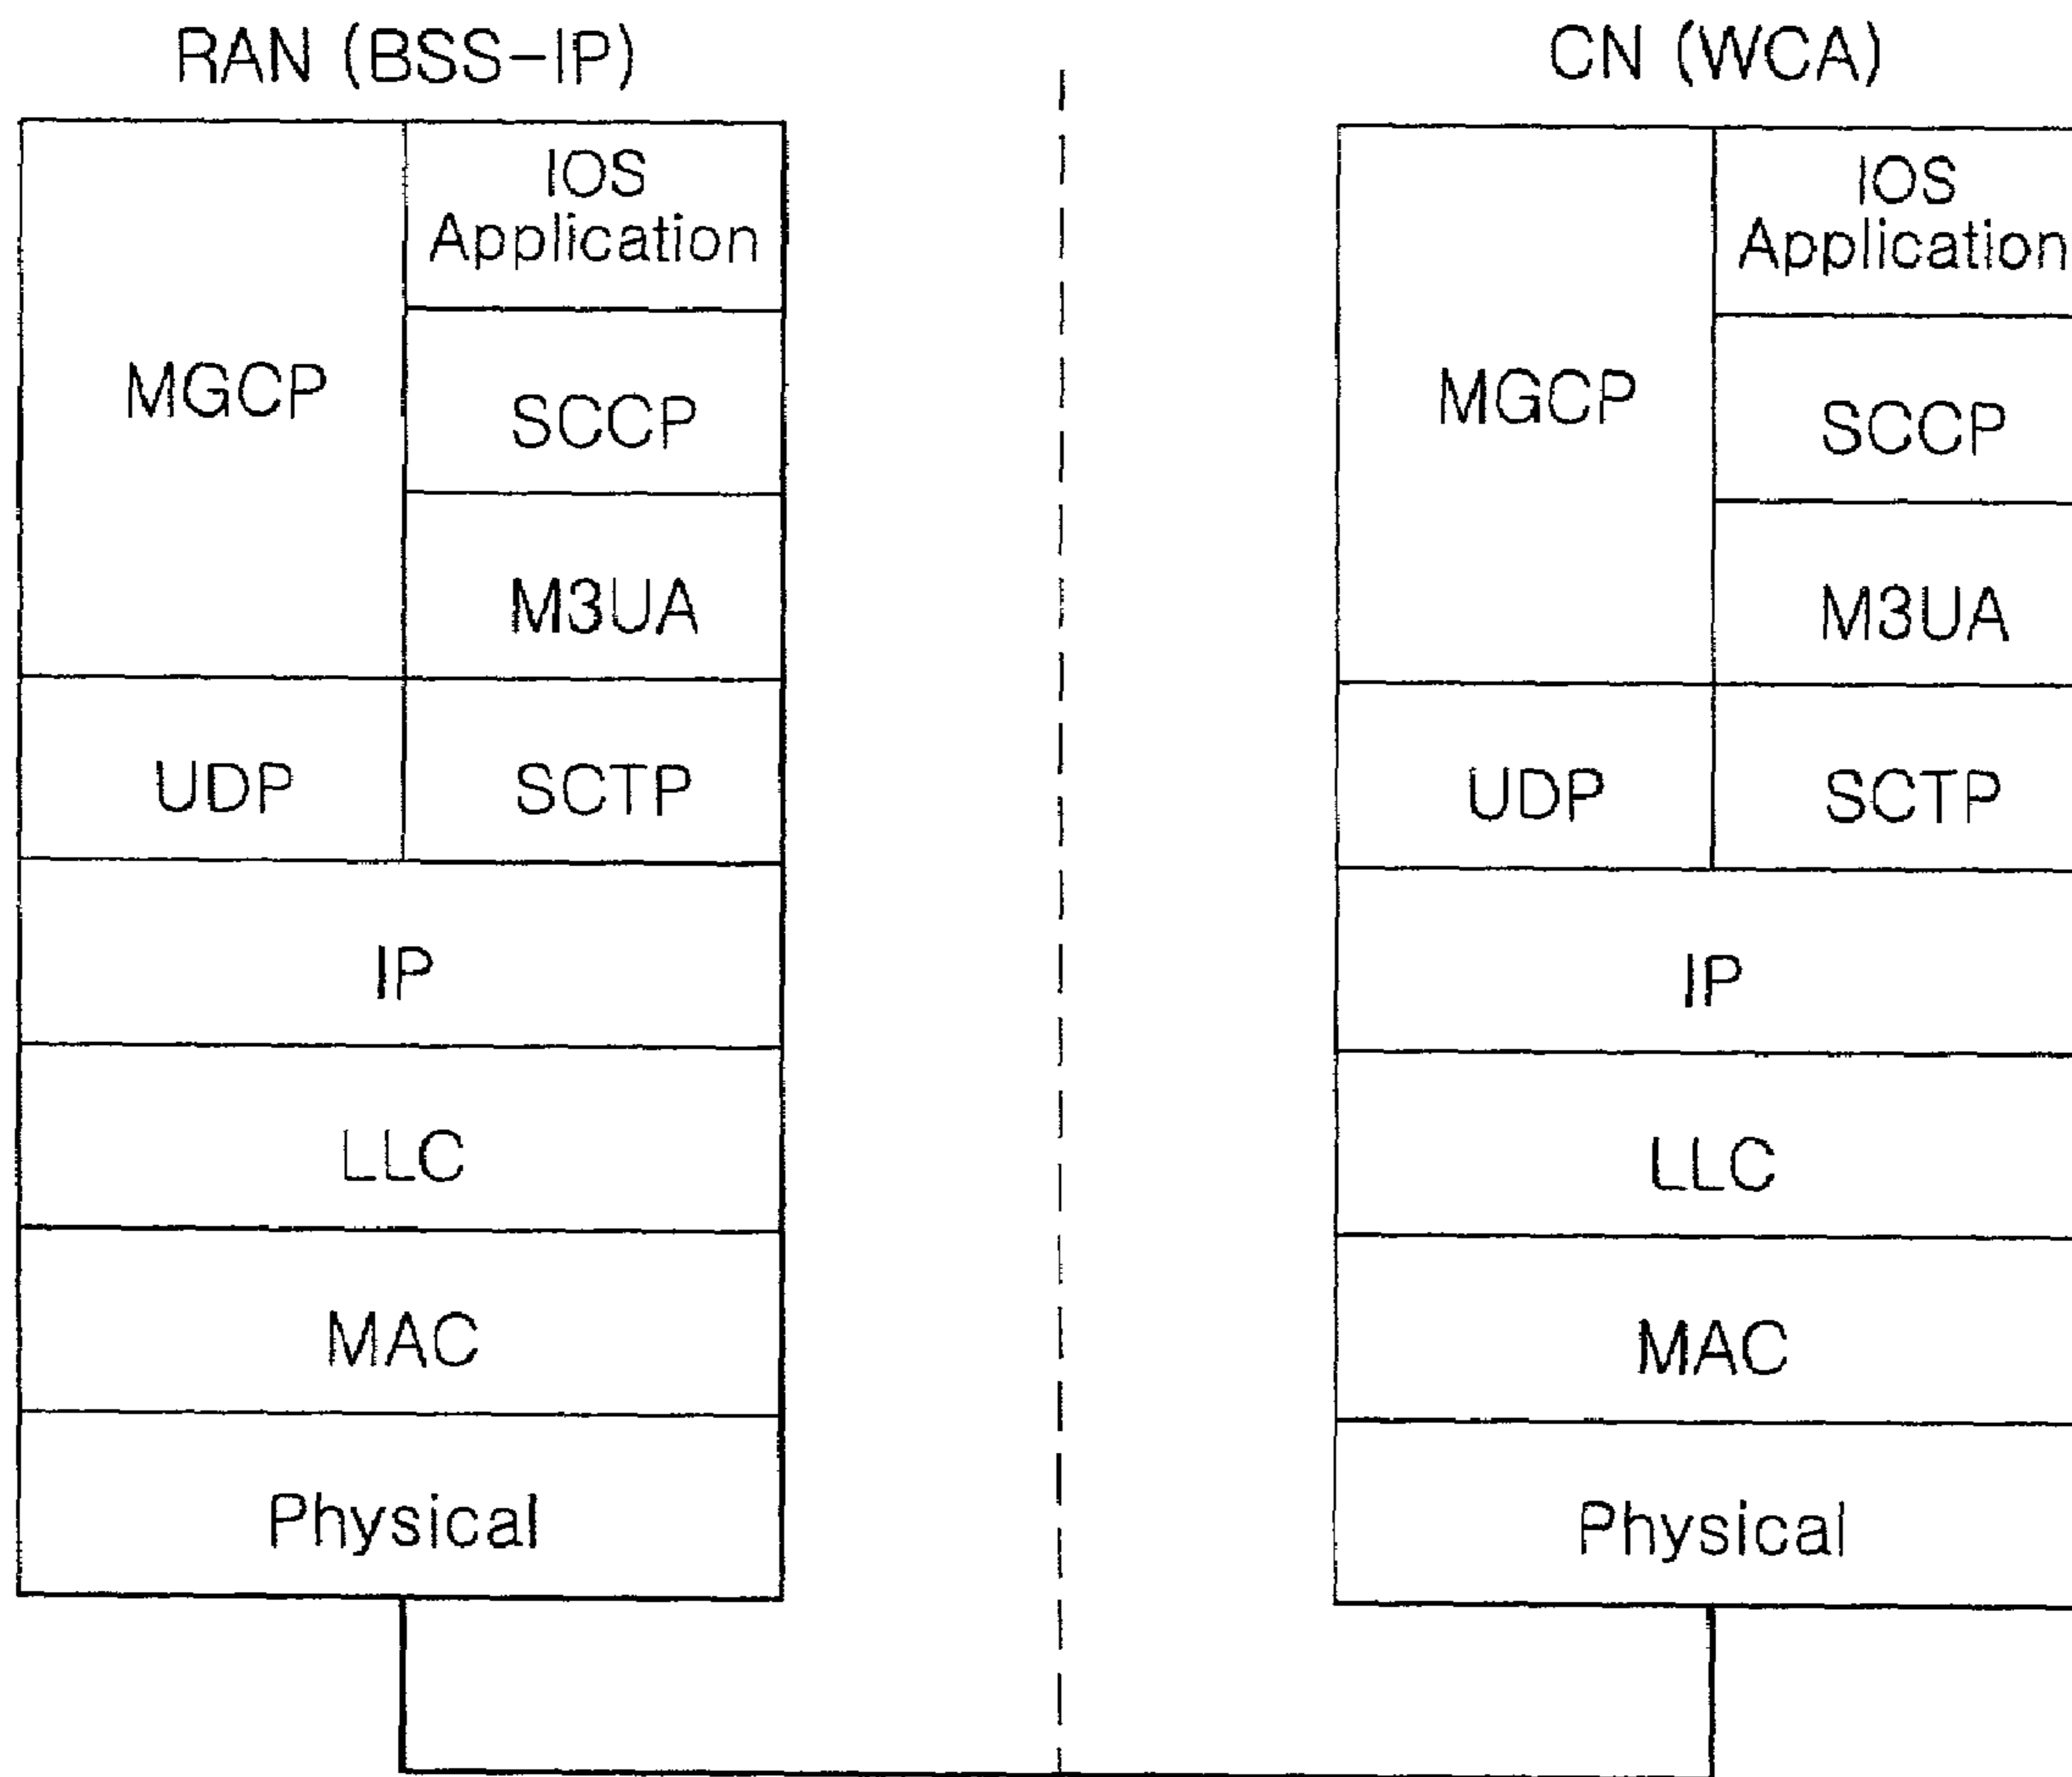 RAN (BSS-IP)
IOS
Application
MGCP
SCCP
M3UA
UDP
SCTP
IP
LLC
MAC
Physical
CN (WCA)
IOS
Application
MGCP
SCCP
M3UA
UDP
SCTP
IP
LLC
MAC
Physical